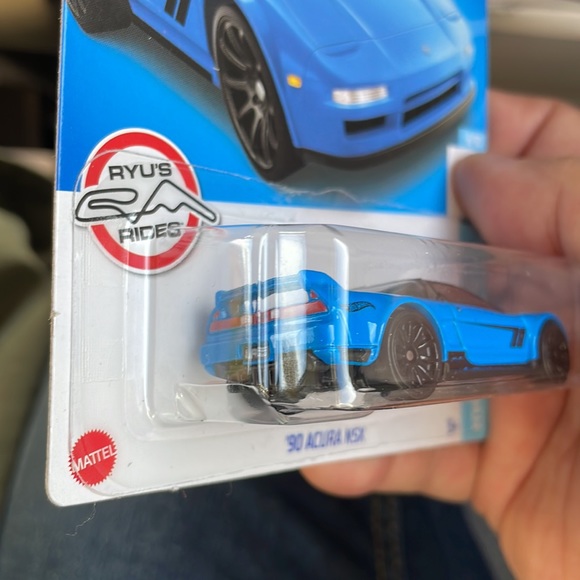 RYU'S
RIDES
'90 ACURA NSX
MATTEL